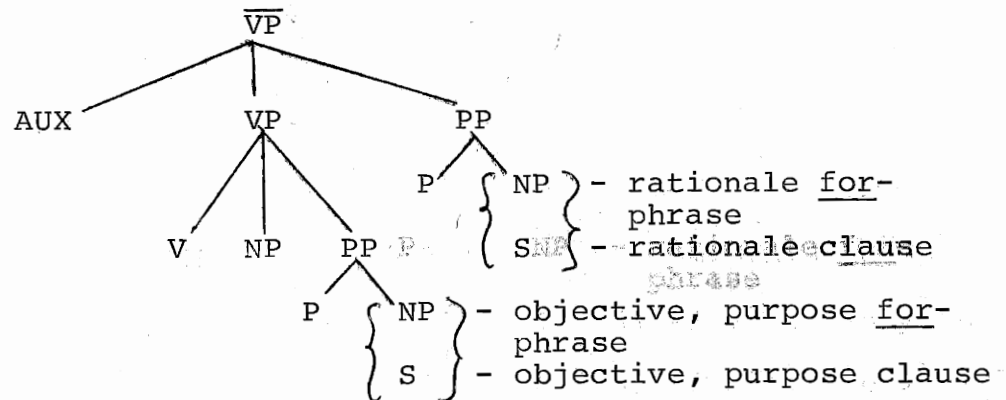 VP
AUX VP PP
P NP - rationale for-
phrase
V NP PP P S - rationale clause
phrase
P NP - objective, purpose for-
phrase
S - objective, purpose clause